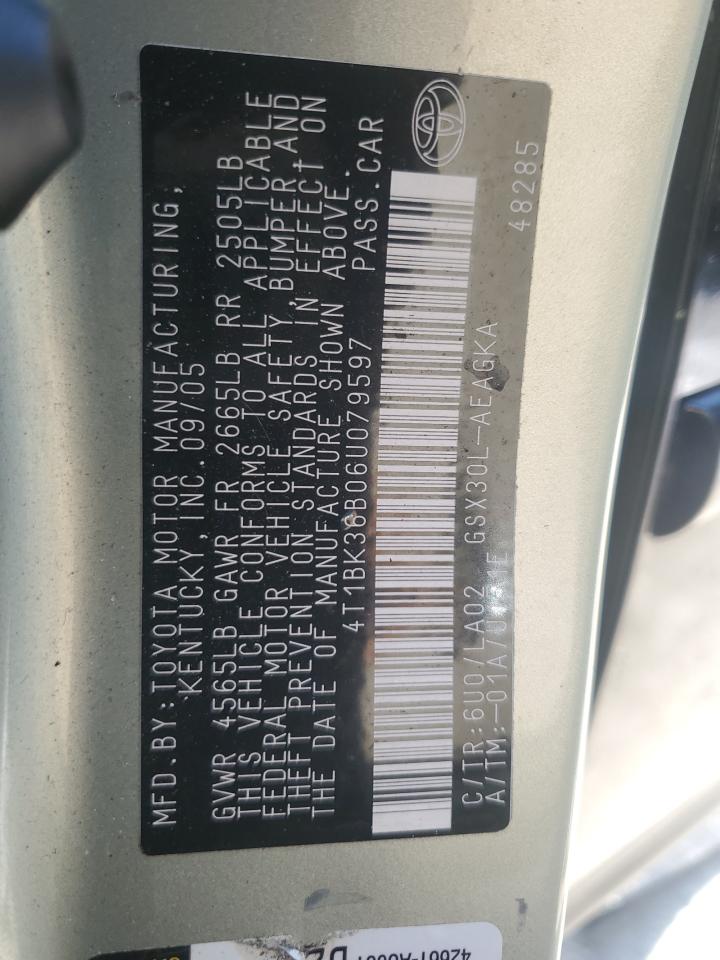 MFD.BY:TOYOTA MOTOR MANUFACTURING,
KENTUCKY,INC. 09/05
GVWR 4565LB GAWR FR 2665LB RR 2505LB
THIS VEHICLE CONFORMS TO ALL APPLICABLE
FEDERAL MOTOR VEHICLE SAFETY, BUMPER, AND
THEFT PREVENTION STANDARDS IN EFFECT ON
THE DATE OF MANUFACTURE SHOWN ABOVE.
4T1BK36B06U079597 PASS.CAR
C/TR:6U0/LA02 GSX30L-AEAGKA
48285